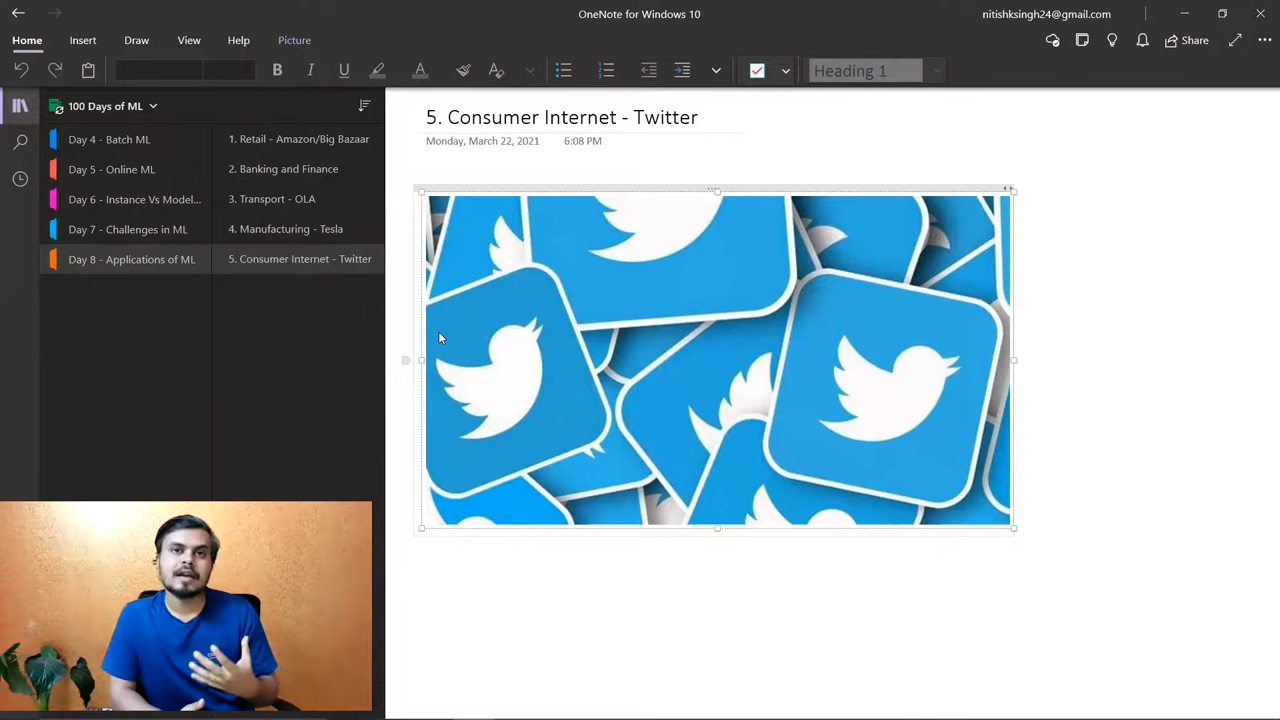 OneNote for Windows 10
nitishksingh24@gmail.com
Home
Insert
Draw
View
Help
Picture
Share
B
I
U
A
Heading 1
100 Days of ML
Day 4 - Batch ML
Day 5 - Online ML
Day 6 - Instance Vs Model...
Day 7 - Challenges in ML
Day 8 - Applications of ML
1. Retail - Amazon/Big Bazaar
2. Banking and Finance
3. Transport - OLA
4. Manufacturing - Tesla
5. Consumer Internet - Twitter
5. Consumer Internet - Twitter
Monday, March 22, 2021 6:08 PM